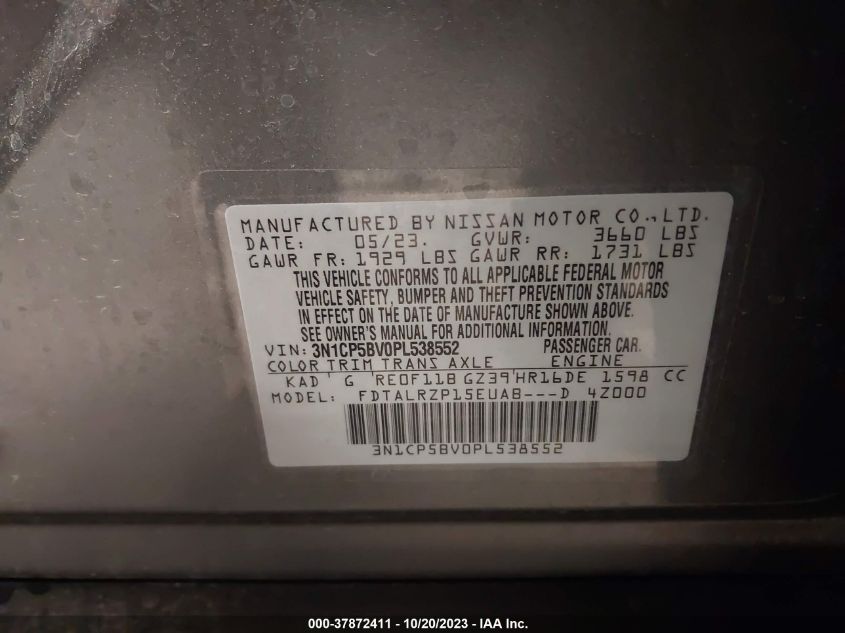 MANUFACTURED BY NISSAN MOTOR CO., LTD.
DATE: 05/23. GVWR: 3660 LBS
GAWR FR: 1929 LBS GAWR RR: 1731 LBS
THIS VEHICLE CONFORMS TO ALL APPLICABLE FEDERAL MOTOR
VEHICLE SAFETY, BUMPER AND THEFT PREVENTION STANDARDS
IN EFFECT ON THE DATE OF MANUFACTURE SHOWN ABOVE.
SEE OWNER'S MANUAL FOR ADDITIONAL INFORMATION.
VIN: 3N1CP5BV0PL538552 PASSENGER CAR.
COLOR TRIM TRANS AXLE ENGINE
KAD G RE0F11B GZ39 HR16DE 1598 CC
MODEL: FDTALRZP15EUAB---D 4Z000
3N1CP5BV0PL538552
000-37872411 - 10/20/2023 - IAA Inc.